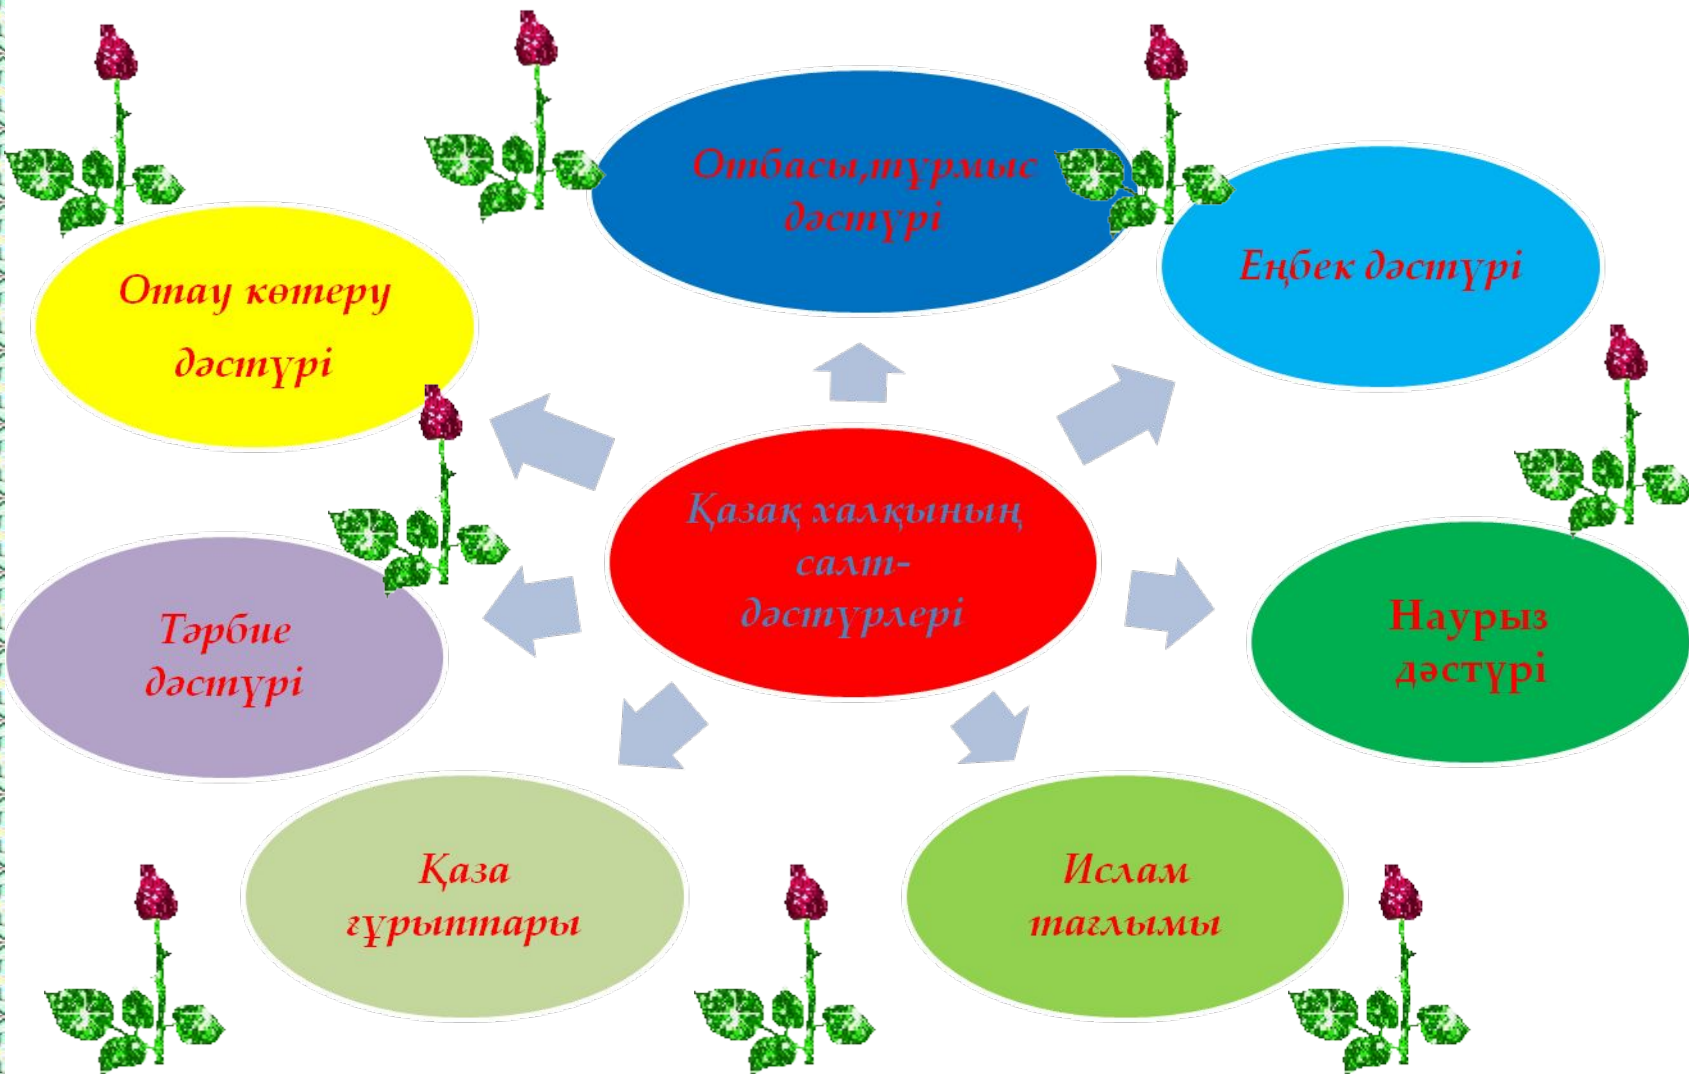 Отбасы,тұрмыс
дәстүрі
Еңбек дәстүрі
Отау көтеру
дәстүрі
Қазақ халқының
салт-
дәстүрлері
Тәрбие
дәстүрі
Наурыз
дәстүрі
Қаза
ғұрыптары
Ислам
тағлымы